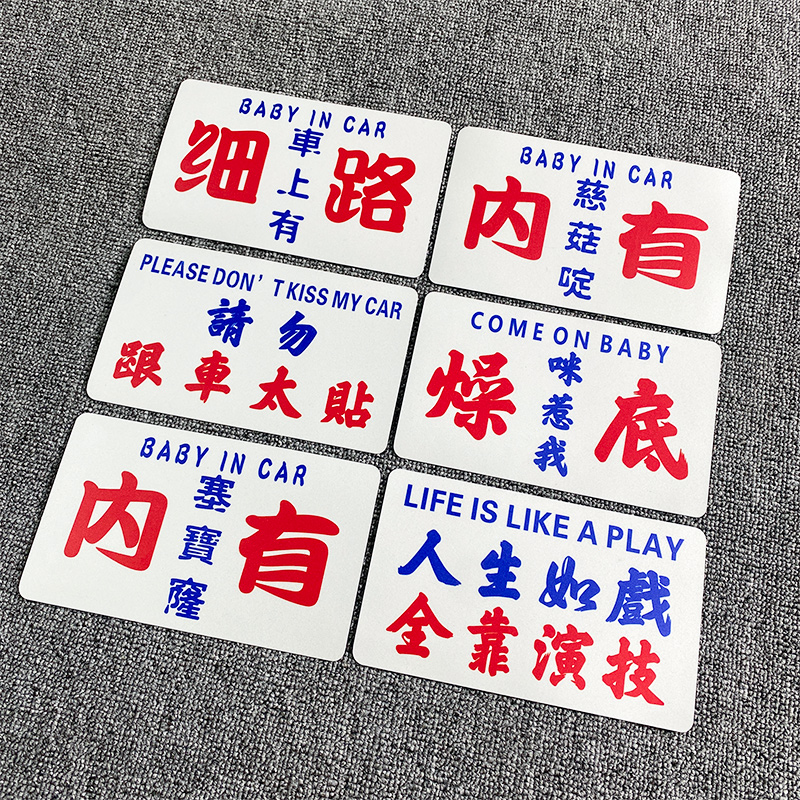 BABY IN CAR
细 車上有 路
BABY IN CAR
内 慈菇啶 有
PLEASE DON'T KISS MY CAR
請勿
跟車太貼
COME ON BABY
燥 咪惹我 底
BABY IN CAR
内 塞寶窿 有
LIFE IS LIKE A PLAY
人生如戲
全靠演技